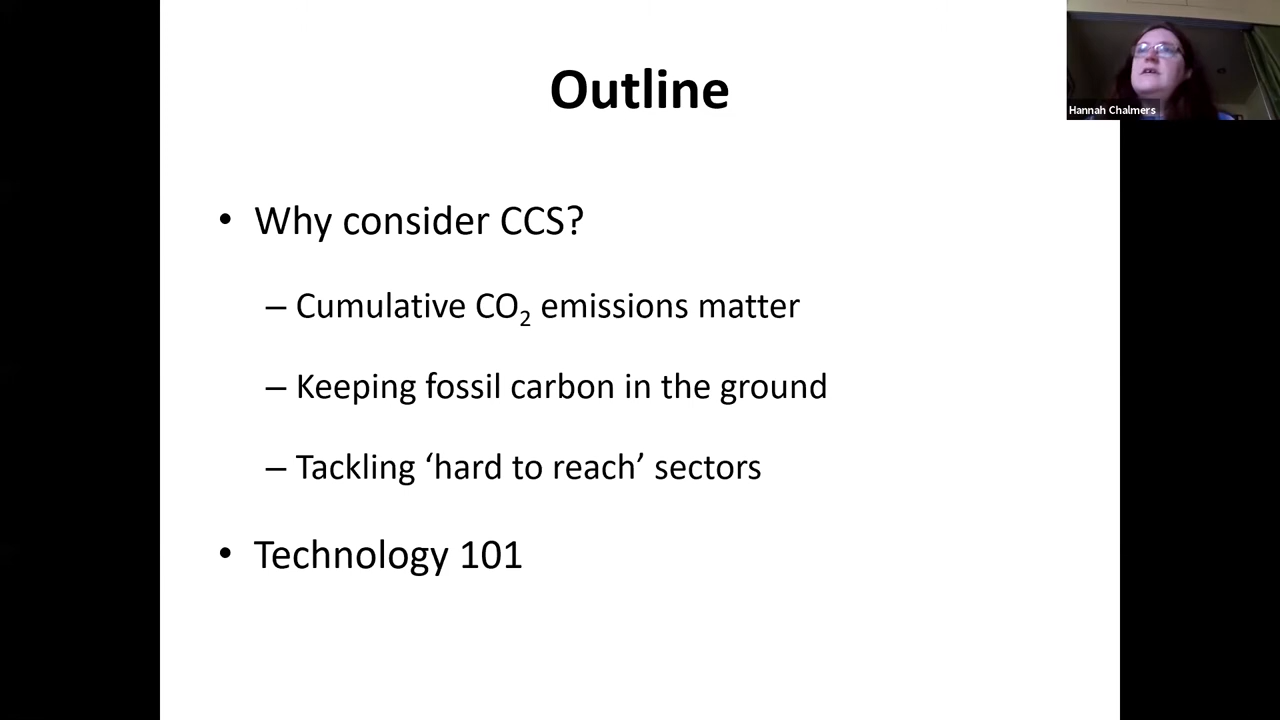 Outline
Hannah Chalmers
• Why consider CCS?
– Cumulative CO₂ emissions matter
– Keeping fossil carbon in the ground
– Tackling ‘hard to reach’ sectors
• Technology 101